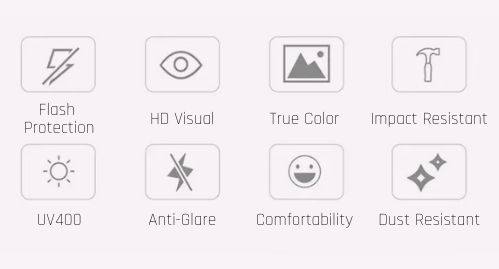 Flash
Protection
HD Visual
True Color
Impact Resistant
UV400
Anti-Glare
Comfortability
Dust Resistant